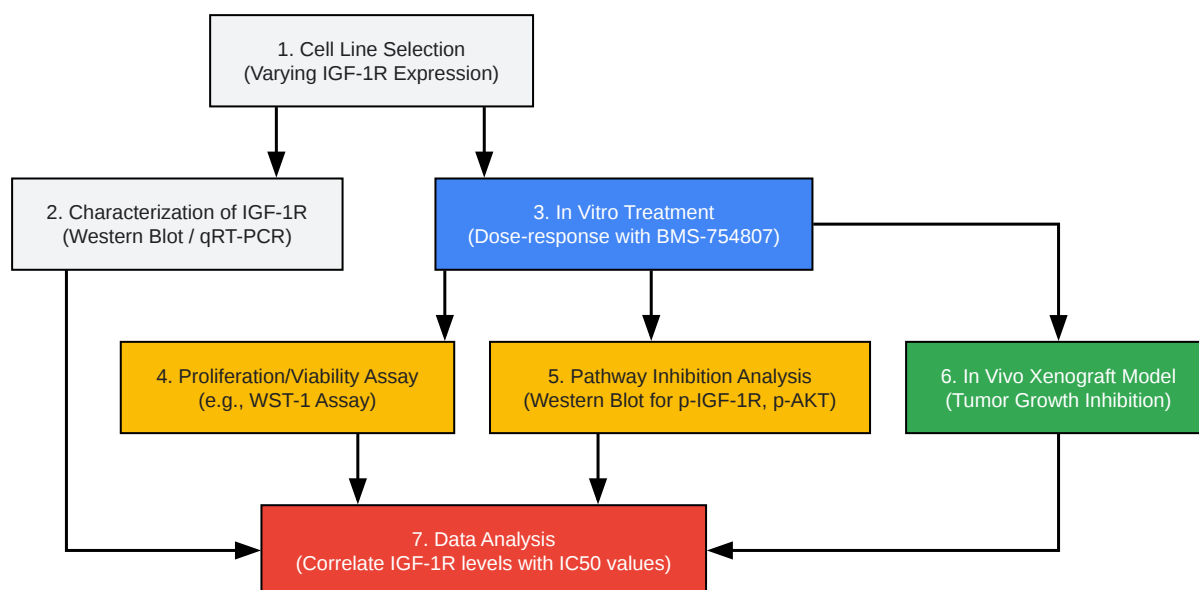 1. Cell Line Selection
(Varying IGF-1R Expression)
2. Characterization of IGF-1R
(Western Blot / qRT-PCR)
3. In Vitro Treatment
(Dose-response with BMS-754807)
4. Proliferation/Viability Assay
(e.g., WST-1 Assay)
5. Pathway Inhibition Analysis
(Western Blot for p-IGF-1R, p-AKT)
6. In Vivo Xenograft Model
(Tumor Growth Inhibition)
7. Data Analysis
(Correlate IGF-1R levels with IC50 values)